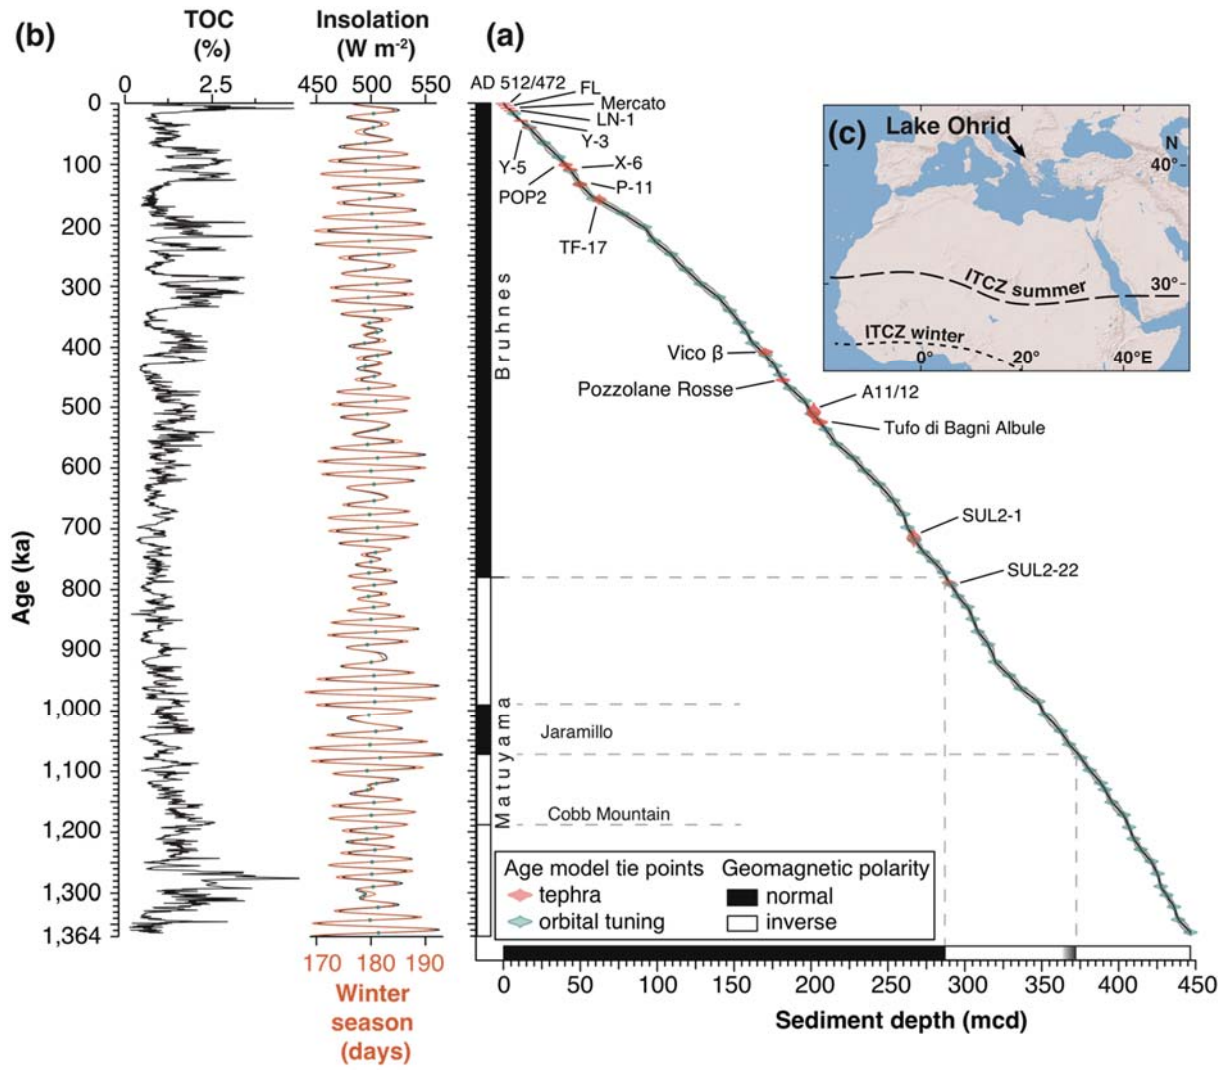 (b)
TOC
(%)
0 2.5
Insolation
(W m-2)
450 500 550
(a)
AD 512/472
FL
Mercato
LN-1
Y-3
Y-5
X-6
POP2
P-11
TF-17
Vico β
Pozzolane Rosse
A11/12
Tufo di Bagni Albule
SUL2-1
SUL2-22
(c)
Lake Ohrid
N
40°
30°
ITCZ summer
ITCZ winter
0° 20° 40°E
Age (ka)
0
100
200
300
400
500
600
700
800
900
1,000
1,100
1,200
1,300
1,364
Bruhnes
Matuyama
Jaramillo
Cobb Mountain
Age model tie points
tephra
orbital tuning
Geomagnetic polarity
normal
inverse
170 180 190
Winter
season
(days)
0 50 100 150 200 250 300 350 400 450
Sediment depth (mcd)